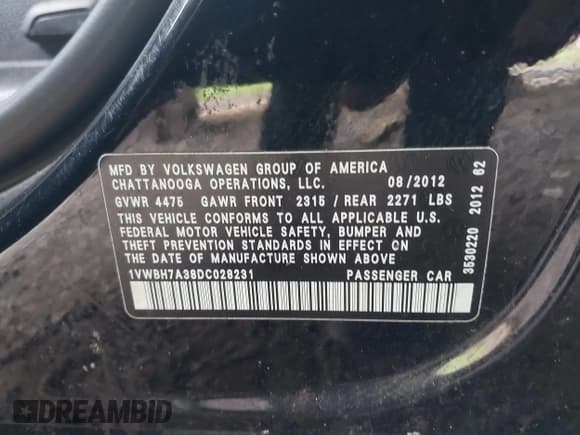 MFD BY VOLKSWAGEN GROUP OF AMERICA
CHATTANOOGA OPERATIONS, LLC. 08/2012
GVWR 4475 GAWR FRONT 2315 / REAR 2271 LBS
THIS VEHICLE CONFORMS TO ALL APPLICABLE U.S.
FEDERAL MOTOR VEHICLE SAFETY, BUMPER AND
THEFT PREVENTION STANDARDS IN EFFECT ON
THE DATE OF MANUFACTURE SHOWN ABOVE
1VWBH7A38DC028231 PASSENGER CAR
3530220 2012 62
DREAMBID